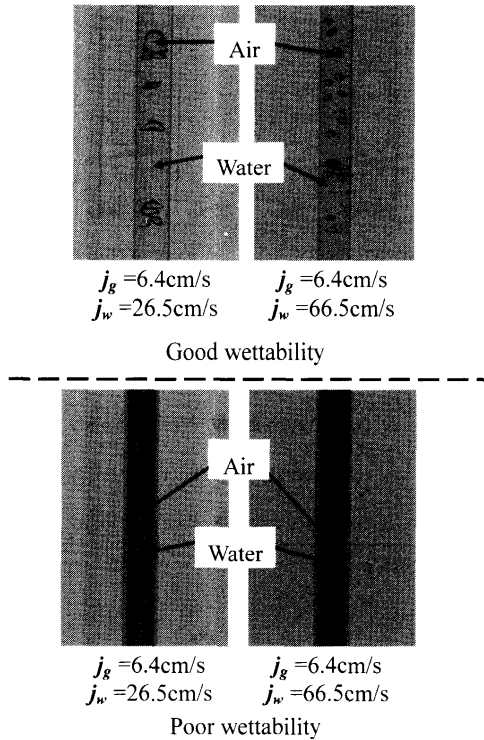 Air
Water
j_g =6.4cm/s j_g =6.4cm/s
j_w =26.5cm/s j_w =66.5cm/s
Good wettability
Air
Water
j_g =6.4cm/s j_g =6.4cm/s
j_w =26.5cm/s j_w =66.5cm/s
Poor wettability